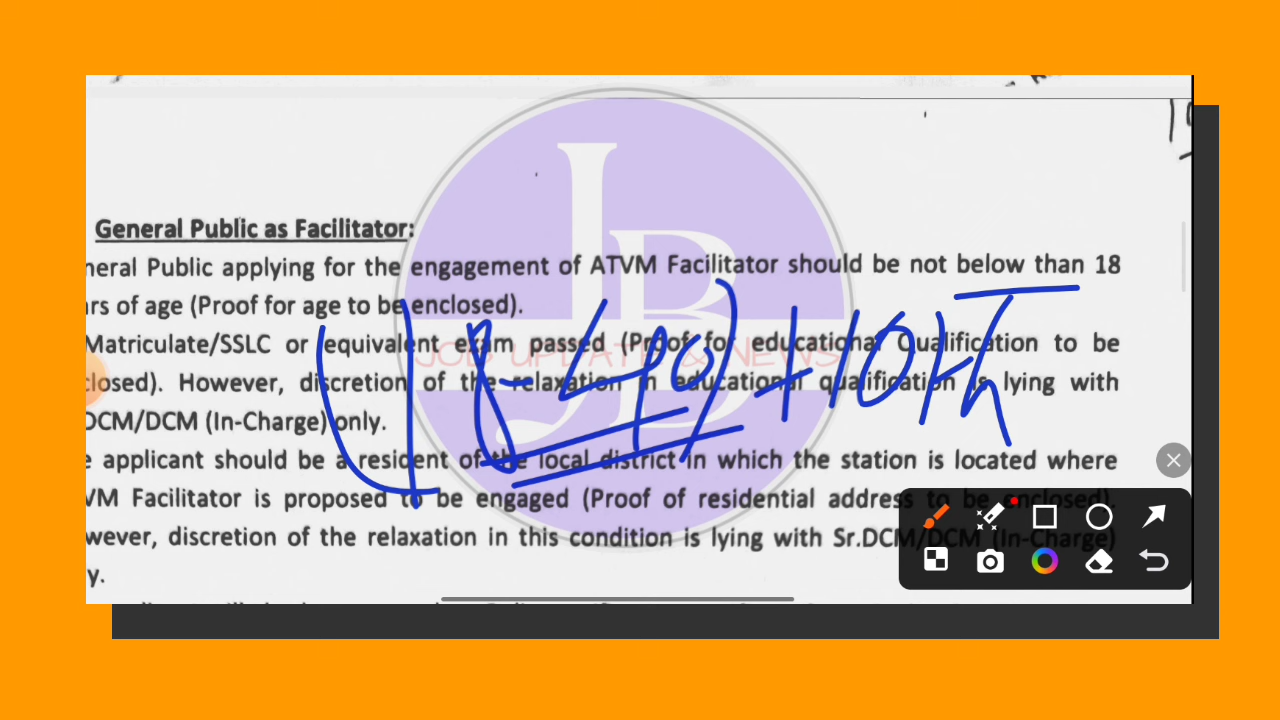 General Public as Facilitator:
neral Public applying for the engagement of ATVM Facilitator should be not below than 18
rs of age (Proof for age to be enclosed).
Matriculate/SSLC or equivalent exam passed (Proof for educational Qualification to be
closed). However, discretion of the relaxation in educational qualification is lying with
DCM/DCM (In-Charge) only.
e applicant should be a resident of the local district in which the station is located where
VM Facilitator is proposed to be engaged (Proof of residential address to be enclosed).
wever, discretion of the relaxation in this condition is lying with Sr.DCM/DCM (In-Charge)
y.
(18-40) + 10th
JB
JOB UPDATE & NEWS